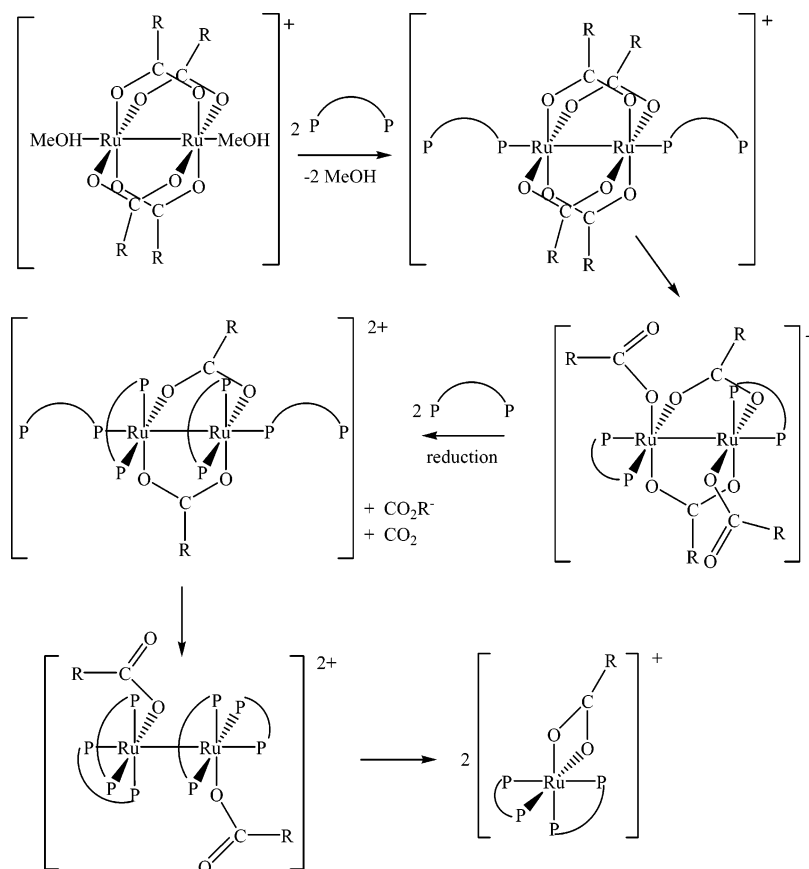 R R + R R +
C C C C
O O O O 2 P P O O O O
MeOH Ru Ru MeOH P P Ru Ru P P
-2 MeOH
O O O O O O O O
C C C C
R R R R
R 2+ O R
C R C C
P O P O 2 P P O O P O
P P Ru Ru P P P Ru Ru P
reduction
P P P
O O O O O
C + CO2R- C C R
+ CO2
R R O
O 2+ R +
R C C
P O P P O O
P Ru Ru P 2
P Ru P
P P P P P
O
C R
O